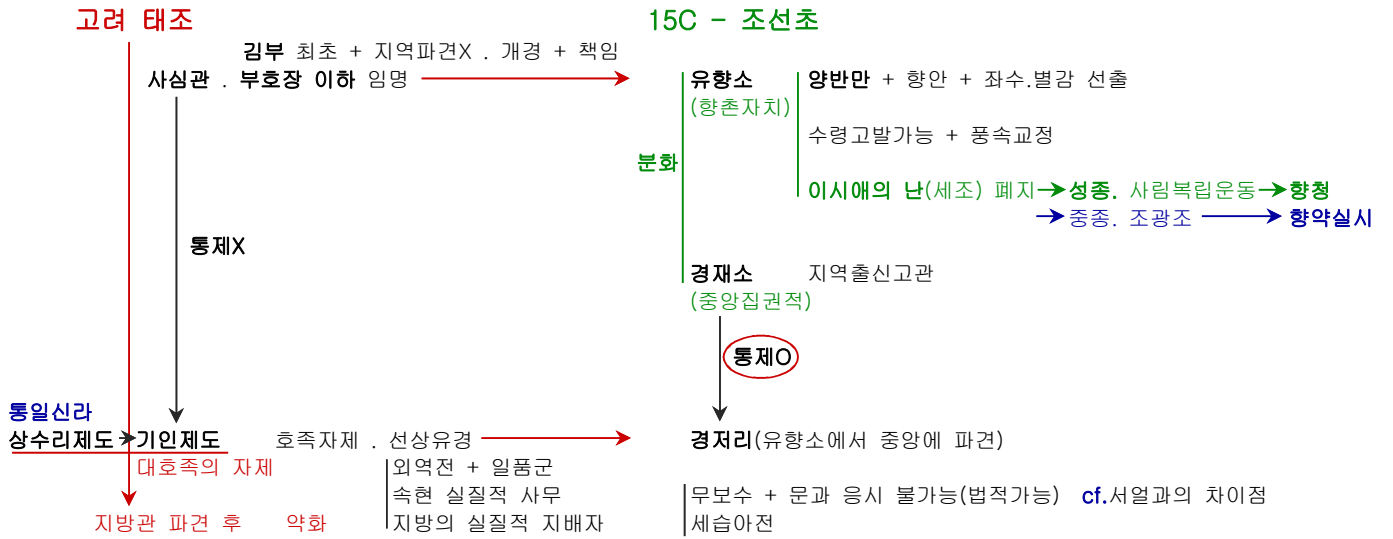 고려 태조
15C - 조선초
김부 최초 + 지역파견X . 개경 + 책임
사심관 . 부호장 이하 임명
유향소
양반만 + 향안 + 좌수.별감 선출
(향촌자치)
수령고발가능 + 풍속교정
분화
이시애의 난(세조) 폐지
성종. 사림복립운동
향청
중종. 조광조
향약실시
통제X
경재소
지역출신고관
(중앙집권적)
통제O
통일신라
상수리제도
기인제도
호족자제 . 선상유경
경저리(유향소에서 중앙에 파견)
대호족의 자제
외역전 + 일품군
속현 실질적 사무
무보수 + 문과 응시 불가능(법적가능) cf.서얼과의 차이점
지방관 파견 후 약화
지방의 실질적 지배자
세습아전